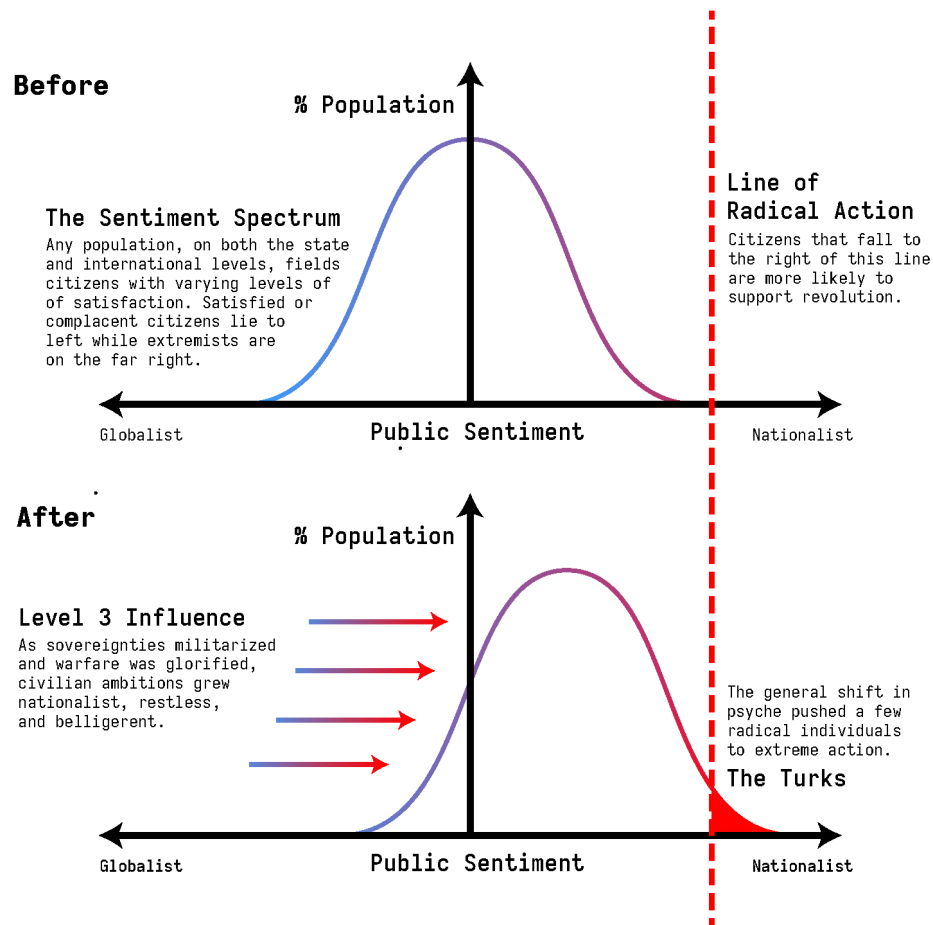 Before
% Population
The Sentiment Spectrum
Any population, on both the state
and international levels, fields
citizens with varying levels of
of satisfaction. Satisfied or
complacent citizens lie to
left while extremists are
on the far right.
Line of
Radical Action
Citizens that fall to
the right of this line
are more likely to
support revolution.
Globalist
Public Sentiment
Nationalist
After
% Population
Level 3 Influence
As sovereignties militarized
and warfare was glorified,
civilian ambitions grew
nationalist, restless,
and belligerent.
The general shift in
psyche pushed a few
radical individuals
to extreme action.
The Turks
Globalist
Public Sentiment
Nationalist